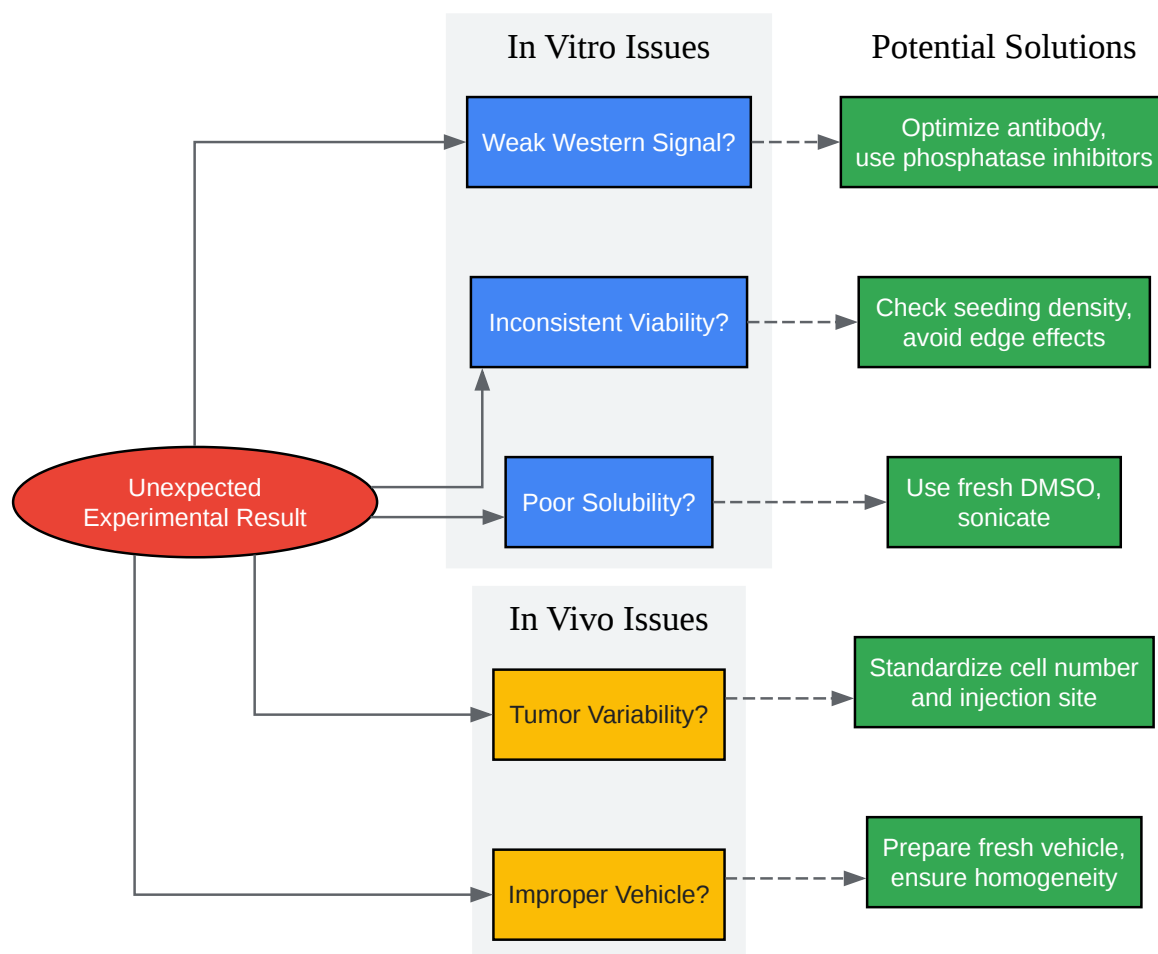 In Vitro Issues
Potential Solutions
Weak Western Signal?
Optimize antibody,
use phosphatase inhibitors
Inconsistent Viability?
Check seeding density,
avoid edge effects
Unexpected
Experimental Result
Poor Solubility?
Use fresh DMSO,
sonicate
In Vivo Issues
Tumor Variability?
Standardize cell number
and injection site
Improper Vehicle?
Prepare fresh vehicle,
ensure homogeneity